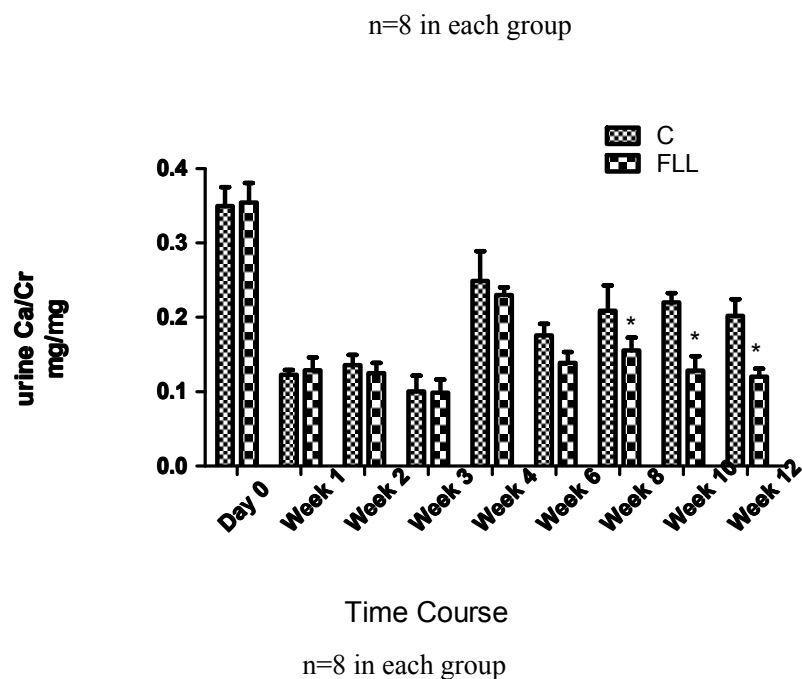 n=8 in each group
C
FLL
0.4
0.3
0.2
0.1
0.0
urine Ca/Cr
mg/mg
*
*
*
Day 0
Week 1
Week 2
Week 3
Week 4
Week 6
Week 8
Week 10
Week 12
Time Course
n=8 in each group